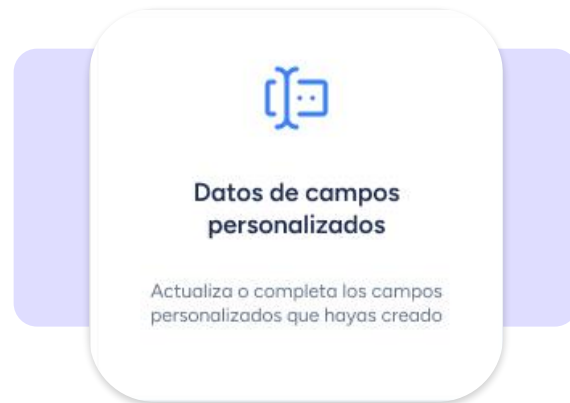 Datos de campos
personalizados
Actualiza o completa los campos
personalizados que hayas creado